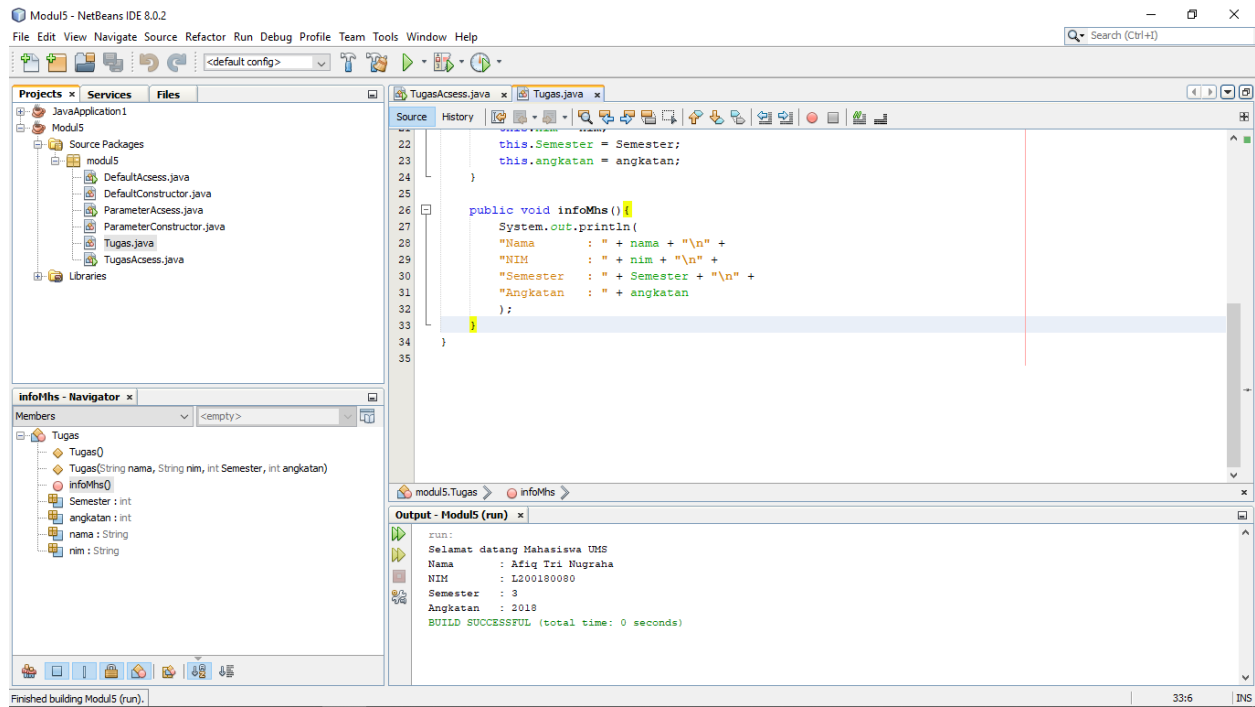 Modul5 - NetBeans IDE 8.0.2
File Edit View Navigate Source Refactor Run Debug Profile Team Tools Window Help
Search (Ctrl+I)
<default config>
Projects × Services Files
JavaApplication1
Modul5
Source Packages
modul5
DefaultAcsess.java
DefaultConstructor.java
ParameterAcsess.java
ParameterConstructor.java
Tugas.java
TugasAcsess.java
Libraries
infoMhs - Navigator ×
Members <empty>
Tugas
Tugas()
Tugas(String nama, String nim, int Semester, int angkatan)
infoMhs()
Semester : int
angkatan : int
nama : String
nim : String
TugasAcsess.java × Tugas.java ×
Source History
22 this.Semester = Semester;
23 this.angkatan = angkatan;
24 }
25
26 public void infoMhs(){
27 System.out.println(
28 "Nama       : " + nama + "\n" +
29 "NIM        : " + nim + "\n" +
30 "Semester   : " + Semester + "\n" +
31 "Angkatan   : " + angkatan
32 );
33 }
34 }
35
modul5.Tugas infoMhs
Output - Modul5 (run) ×
run:
Selamat datang Mahasiswa UMS
Nama       : Afiq Tri Nugraha
NIM        : L200180080
Semester   : 3
Angkatan   : 2018
BUILD SUCCESSFUL (total time: 0 seconds)
Finished building Modul5 (run).
33:6 INS